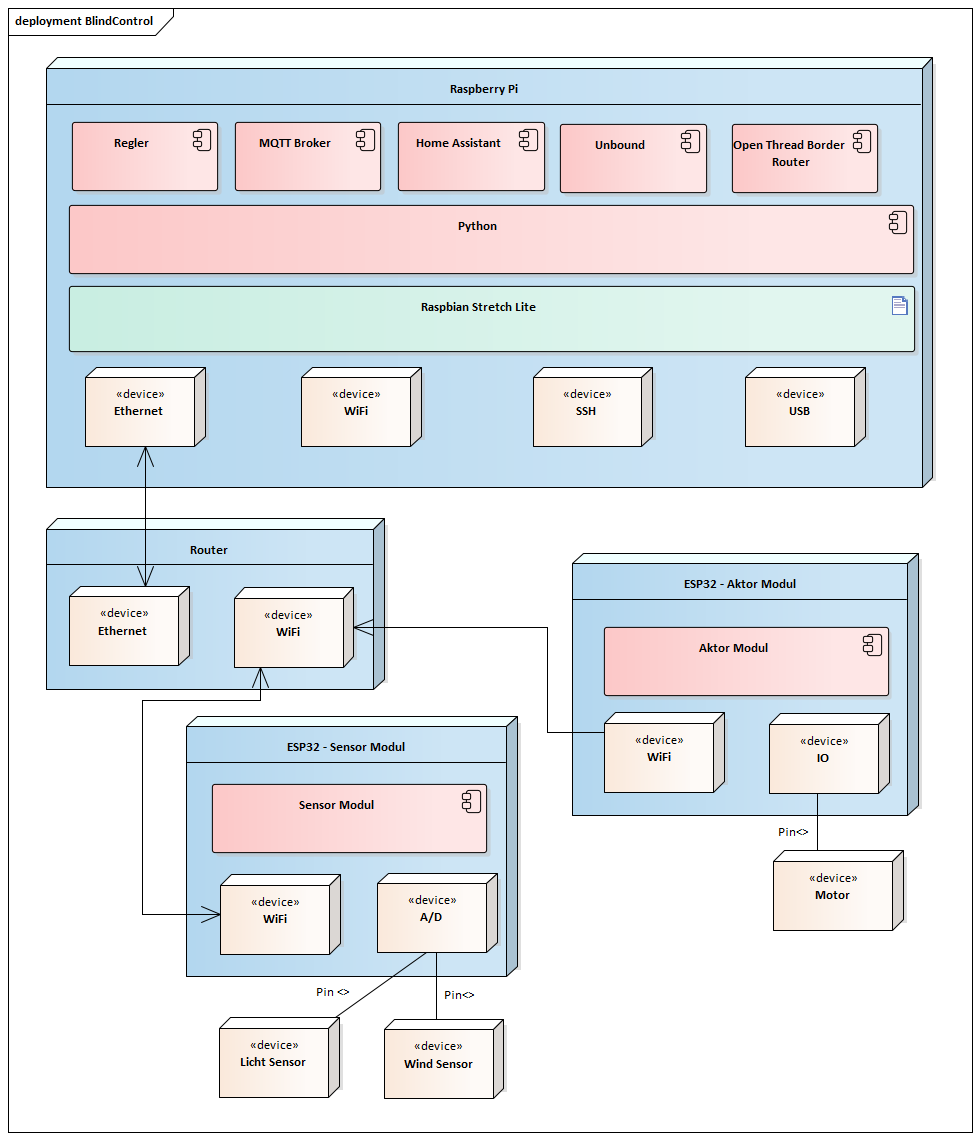 deployment BlindControl
Raspberry Pi
Regler
MQTT Broker
Home Assistant
Unbound
Open Thread Border
Router
Python
Raspbian Stretch Lite
«device»
Ethernet
«device»
WiFi
«device»
SSH
«device»
USB
Router
«device»
Ethernet
«device»
WiFi
ESP32 - Aktor Modul
Aktor Modul
«device»
WiFi
«device»
IO
Pin<>
«device»
Motor
ESP32 - Sensor Modul
Sensor Modul
«device»
WiFi
«device»
A/D
Pin <>
Pin<>
«device»
Licht Sensor
«device»
Wind Sensor